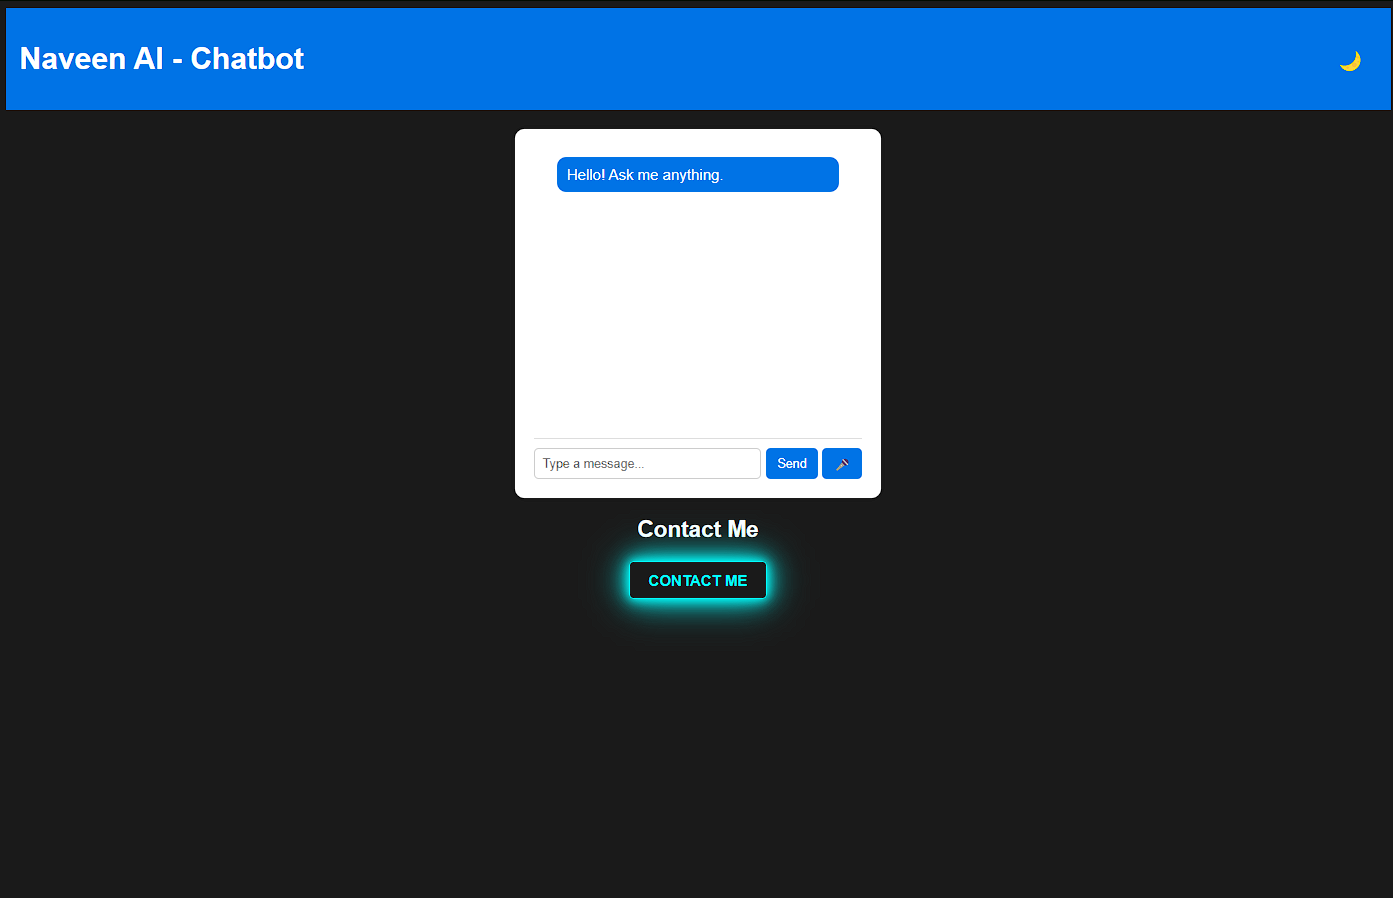 Naveen AI - Chatbot
Hello! Ask me anything.
Type a message...
Send
Contact Me
CONTACT ME